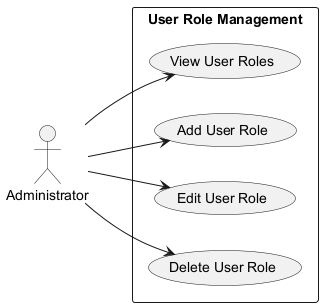 User Role Management
View User Roles
Add User Role
Administrator
Edit User Role
Delete User Role